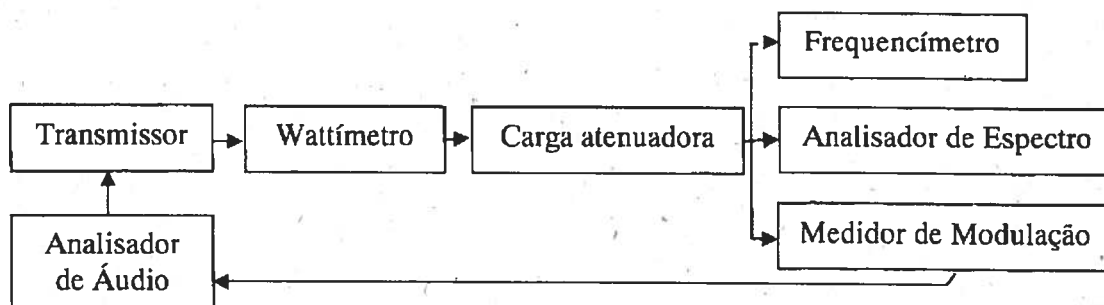 Frequencímetro
Transmissor
Wattímetro
Carga atenuadora
Analisador de Espectro
Analisador
de Áudio
Medidor de Modulação